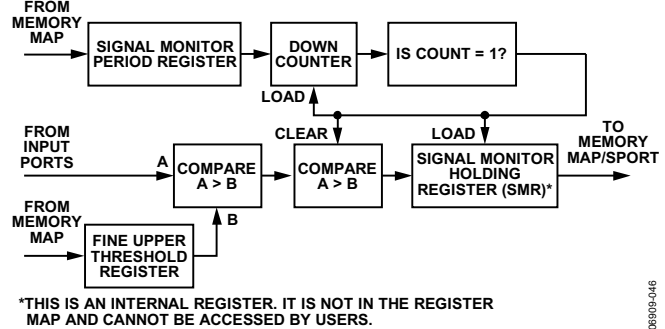 FROM
MEMORY
MAP
SIGNAL MONITOR
PERIOD REGISTER
DOWN
COUNTER
IS COUNT = 1?
LOAD
FROM
INPUT
PORTS
A
COMPARE
A > B
CLEAR
COMPARE
A > B
LOAD
SIGNAL MONITOR
HOLDING
REGISTER (SMR)*
TO
MEMORY
MAP/SPORT
FROM
MEMORY
MAP
B
FINE UPPER
THRESHOLD
REGISTER
*THIS IS AN INTERNAL REGISTER. IT IS NOT IN THE REGISTER
MAP AND CANNOT BE ACCESSED BY USERS.
06909-046